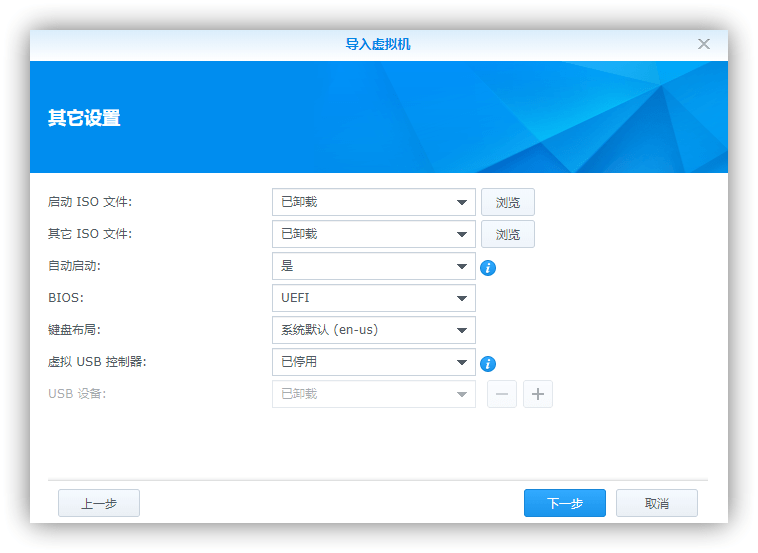 导入虚拟机
其它设置
启动 ISO 文件: 已卸载 浏览
其它 ISO 文件: 已卸载 浏览
自动启动: 是
BIOS: UEFI
键盘布局: 系统默认 (en-us)
虚拟 USB 控制器: 已停用
USB 设备: 已卸载
上一步 下一步 取消